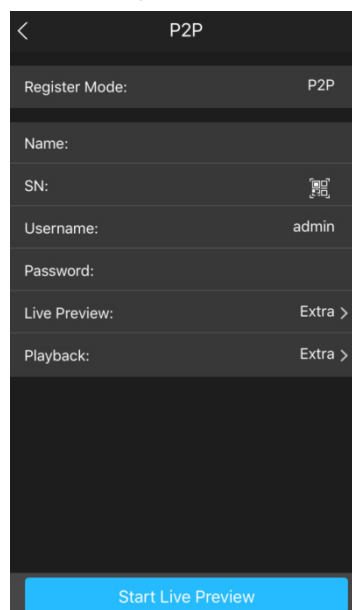 P2P
Register Mode: P2P
Name:
SN:
Username: admin
Password:
Live Preview: Extra >
Playback: Extra >
Start Live Preview